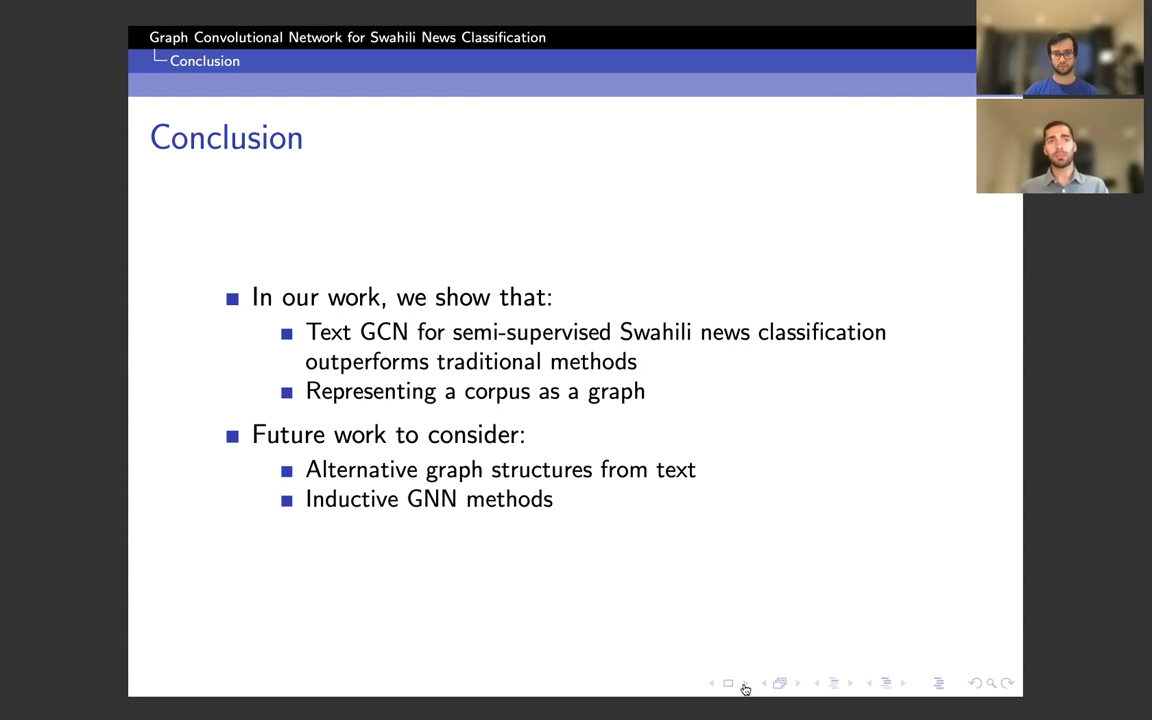 Graph Convolutional Network for Swahili News Classification
Conclusion
Conclusion
In our work, we show that:
Text GCN for semi-supervised Swahili news classification
outperforms traditional methods
Representing a corpus as a graph
Future work to consider:
Alternative graph structures from text
Inductive GNN methods